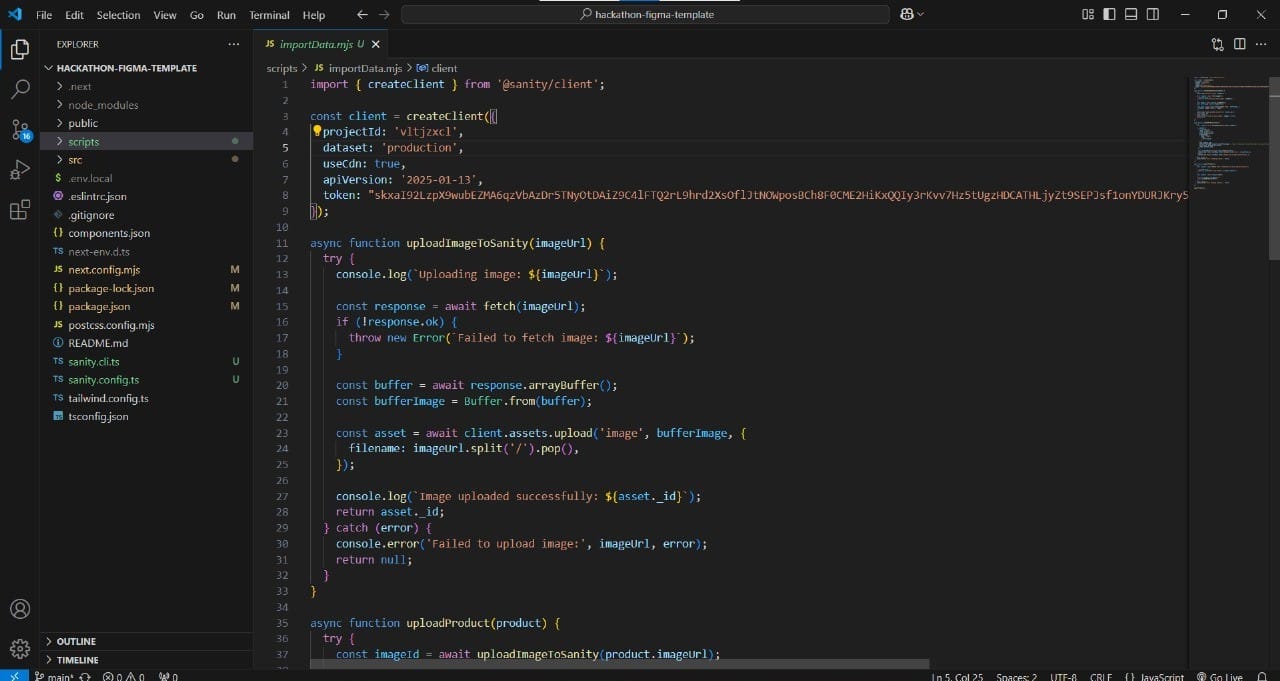 File Edit Selection View Go Run Terminal Help
hackathon-figma-template
EXPLORER
HACKATHON-FIGMA-TEMPLATE
.next
node_modules
public
scripts
src
.env.local
.eslintrc.json
.gitignore
{} components.json
TS next-env.d.ts
JS next.config.mjs M
{} package-lock.json M
{} package.json M
JS postcss.config.mjs
README.md
TS sanity.cli.ts U
TS sanity.config.ts U
TS tailwind.config.ts
tsconfig.json
16
OUTLINE
TIMELINE
JS importData.mjs U
scripts > JS importData.mjs > client
1 import { createClient } from '@sanity/client';
2
3 const client = createClient({
4 projectId: 'vltjzxcl',
5 dataset: 'production',
6 useCdn: true,
7 apiVersion: '2025-01-13',
8 token:
9 });
10
11 async function uploadImageToSanity(imageUrl) {
12 try {
13 console.log(`Uploading image: ${imageUrl}`);
14
15 const response = await fetch(imageUrl);
16 if (!response.ok) {
17 throw new Error(`Failed to fetch image: ${imageUrl}`);
18 }
19
20 const buffer = await response.arrayBuffer();
21 const bufferImage = Buffer.from(buffer);
22
23 const asset = await client.assets.upload('image', bufferImage, {
24 filename: imageUrl.split('/').pop(),
25 });
26
27 console.log(`Image uploaded successfully: ${asset._id}`);
28 return asset._id;
29 } catch (error) {
30 console.error('Failed to upload image:', imageUrl, error);
31 return null;
32 }
33 }
34
35 async function uploadProduct(product) {
36 try {
37 const imageId = await uploadImageToSanity(product.imageUrl);
main* 0 0 0
Ln 5, Col 25 Spaces: 2 UTF-8 CRLF {} JavaScript Go Live